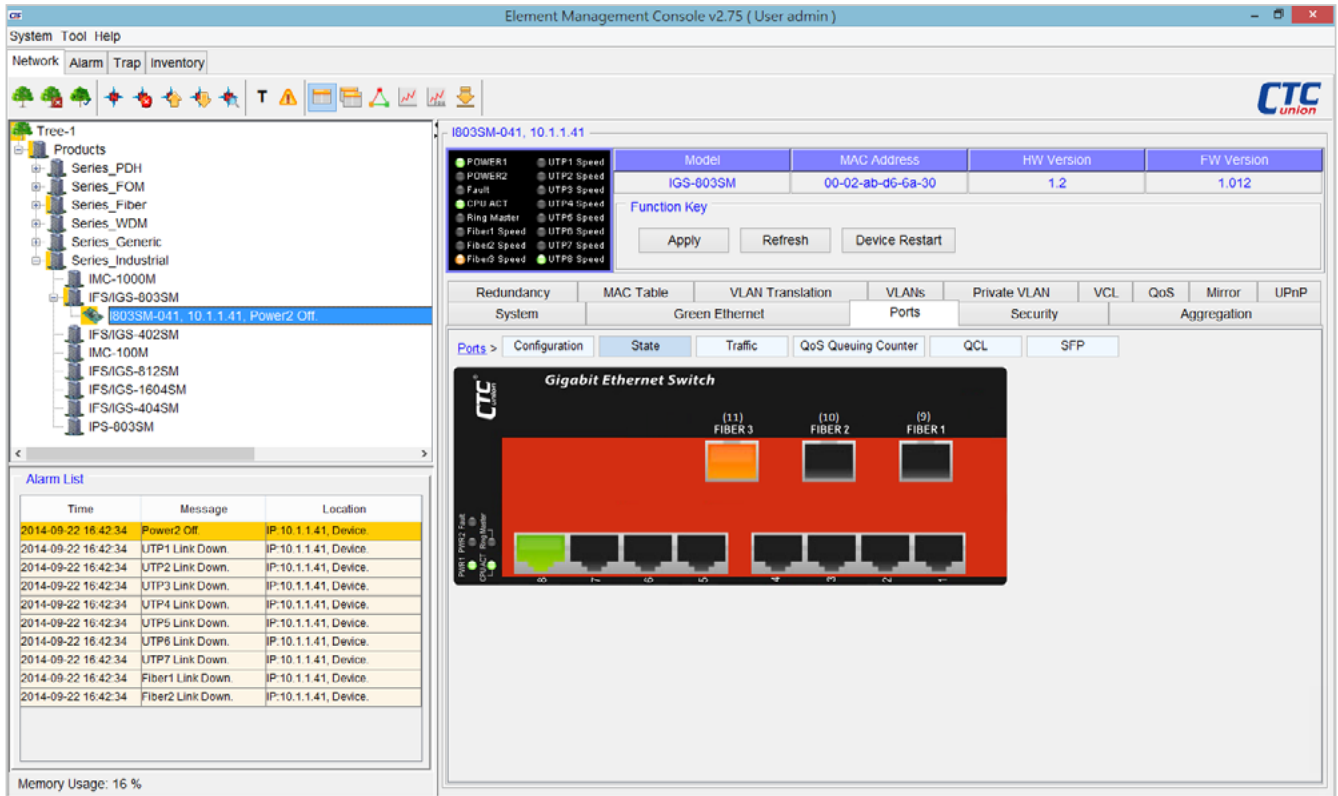 CTC
Element Management Console v2.75 ( User admin )
System Tool Help
Network Alarm Trap Inventory
T
CTC
union
Tree-1
Products
Series_PDH
Series_FOM
Series_Fiber
Series_WDM
Series_Generic
Series_Industrial
IMC-1000M
IFS/IGS-803SM
I803SM-041, 10.1.1.41, Power2 Off.
IFS/IGS-402SM
IMC-100M
IFS/IGS-812SM
IFS/IGS-1604SM
IFS/IGS-404SM
IPS-803SM
Alarm List
Time Message Location
2014-09-22 16:42:34 Power2 Off. IP:10.1.1.41, Device.
2014-09-22 16:42:34 UTP1 Link Down. IP:10.1.1.41, Device.
2014-09-22 16:42:34 UTP2 Link Down. IP:10.1.1.41, Device.
2014-09-22 16:42:34 UTP3 Link Down. IP:10.1.1.41, Device.
2014-09-22 16:42:34 UTP4 Link Down. IP:10.1.1.41, Device.
2014-09-22 16:42:34 UTP5 Link Down. IP:10.1.1.41, Device.
2014-09-22 16:42:34 UTP6 Link Down. IP:10.1.1.41, Device.
2014-09-22 16:42:34 UTP7 Link Down. IP:10.1.1.41, Device.
2014-09-22 16:42:34 Fiber1 Link Down. IP:10.1.1.41, Device.
2014-09-22 16:42:34 Fiber2 Link Down. IP:10.1.1.41, Device.
Memory Usage: 16 %
I803SM-041, 10.1.1.41
POWER1 UTP1 Speed
POWER2 UTP2 Speed
Fault UTP3 Speed
CPU ACT UTP4 Speed
Ring Master UTP5 Speed
Fiber1 Speed UTP6 Speed
Fiber2 Speed UTP7 Speed
Fiber3 Speed UTP8 Speed
Model MAC Address HW Version FW Version
IGS-803SM 00-02-ab-d6-6a-30 1.2 1.012
Function Key
Apply Refresh Device Restart
Redundancy MAC Table VLAN Translation VLANs Private VLAN VCL QoS Mirror UPnP
System Green Ethernet Ports Security Aggregation
Ports > Configuration State Traffic QoS Queuing Counter QCL SFP
CTC union
Gigabit Ethernet Switch
(11) (10) (9)
FIBER 3 FIBER 2 FIBER 1
PWR1 PWR2 Fault
CPU ACT Ring Master
8 7 6 5 4 3 2 1